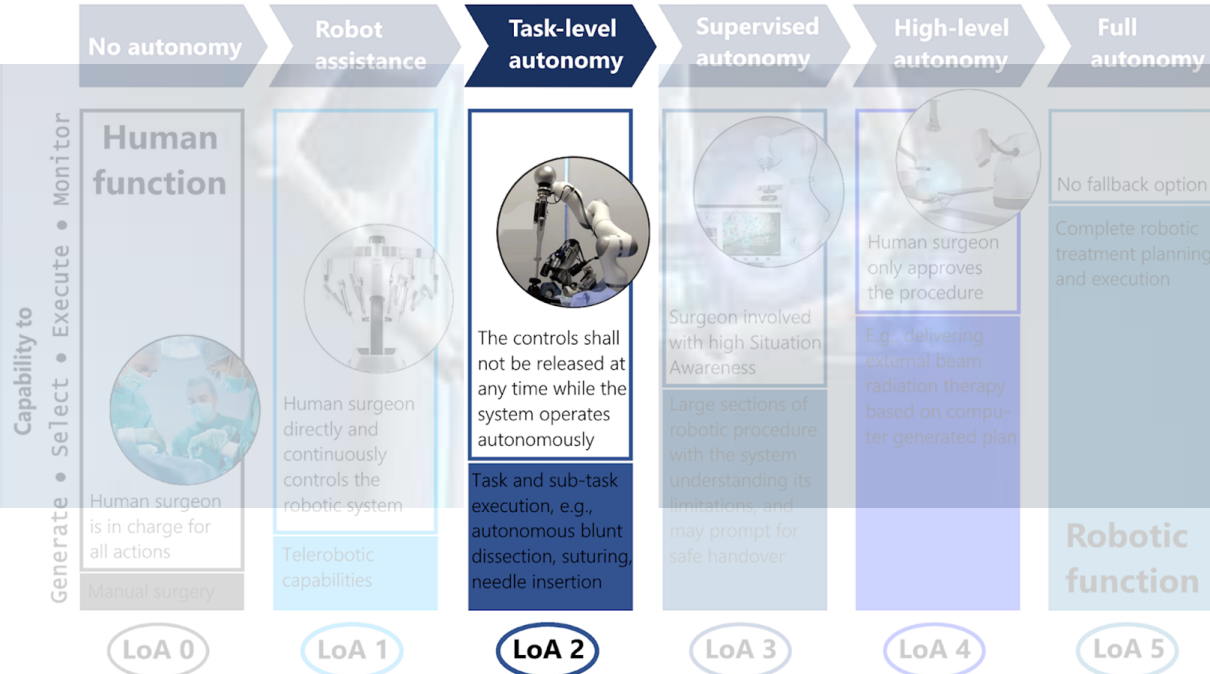 No autonomy
Robot
assistance
Task-level
autonomy
Supervised
autonomy
High-level
autonomy
Full
autonomy
Capability to
Generate • Select • Execute • Monitor
Human
function
Human surgeon
is in charge for
all actions
Manual surgery
LoA 0
Human surgeon
directly and
continuously
controls the
robotic system
Telerobotic
capabilities
LoA 1
The controls shall
not be released at
any time while the
system operates
autonomously
Task and sub-task
execution, e.g.,
autonomous blunt
dissection, suturing,
needle insertion
LoA 2
Surgeon involved
with high Situation
Awareness
Large sections of
robotic procedure
with the system
understanding its
limitations, and
may prompt for
safe handover
LoA 3
Human surgeon
only approves
the procedure
E.g. delivering
external beam
radiation therapy
based on compu-
ter generated plan
LoA 4
No fallback option
Complete robotic
treatment planning
and execution
Robotic
function
LoA 5